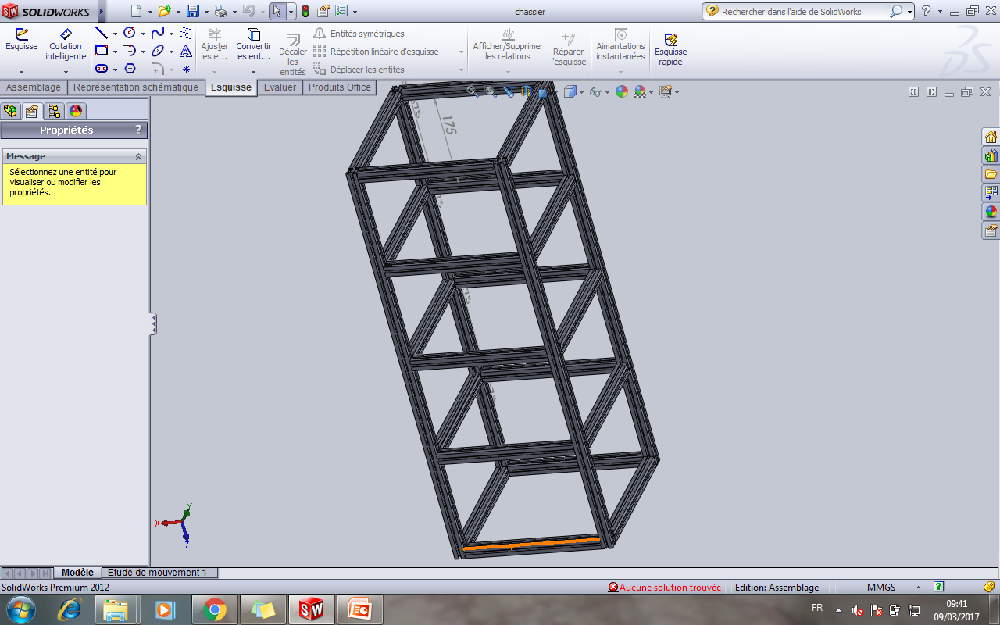 SW SOLIDWORKS
chassier
Rechercher dans l'aide de SolidWorks
?
Esquisse
Cotation
intelligente
Ajuster
les e...
Convertir
les ent...
Décaler
les
entités
Entités symétriques
Répétition linéaire d'esquisse
Déplacer les entités
Afficher/Supprimer
les relations
Réparer
l'esquisse
Aimantations
instantanées
Esquisse
rapide
Assemblage
Représentation schématique
Esquisse
Evaluer
Produits Office
Propriétés
?
Message
Sélectionnez une entité pour
visualiser ou modifier les
propriétés.
175
X
Y
Z
Modèle
Etude de mouvement 1
SolidWorks Premium 2012
Aucune solution trouvée
Edition: Assemblage
MMGS
?
SW
FR
09:41
09/03/2017